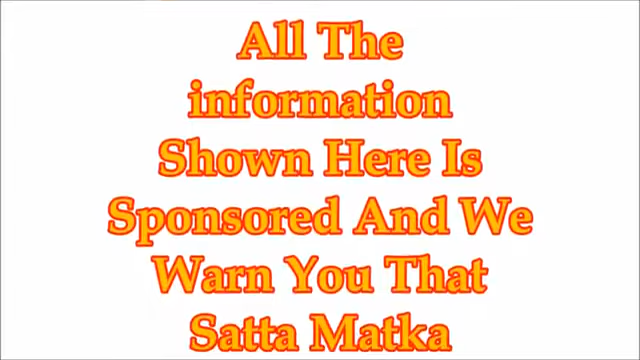 All The
information
Shown Here Is
Sponsored And We
Warn You That
Satta Matka